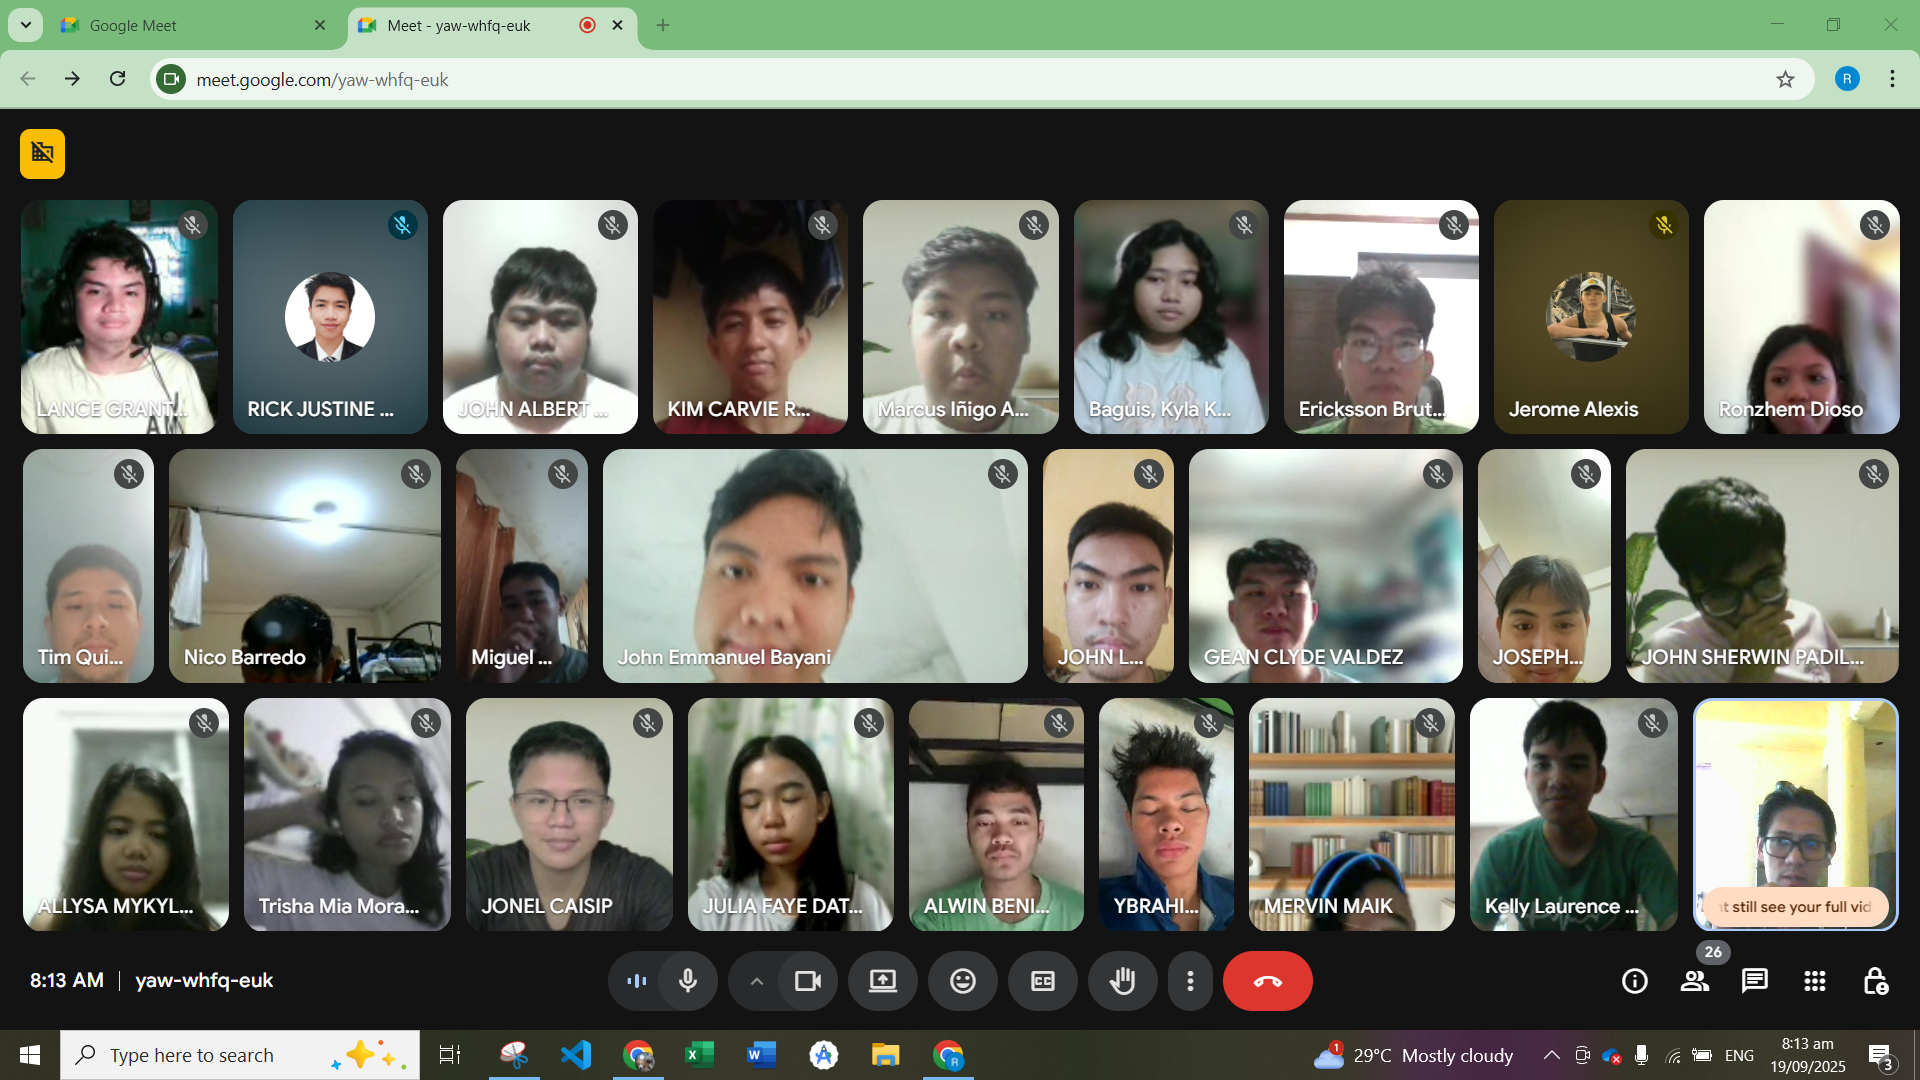 Google Meet
Meet - yaw-whfq-euk
meet.google.com/yaw-whfq-euk
R
LANCE GRANT...
RICK JUSTINE ...
JOHN ALBERT ...
KIM CARVIE R...
Marcus Iñigo A...
Baguis, Kyla K...
Ericksson Brut...
Jerome Alexis
Ronzhem Dioso
Tim Qui...
Nico Barredo
Miguel ...
John Emmanuel Bayani
JOHN L...
GEAN CLYDE VALDEZ
JOSEPH...
JOHN SHERWIN PADIL...
ALLYSA MYKYL...
Trisha Mia Mora...
JONEL CAISIP
JULIA FAYE DAT...
ALWIN BENI...
YBRAHI...
MERVIN MAIK
Kelly Laurence ...
still see your full vid
8:13 AM | yaw-whfq-euk
CC
26
Type here to search
1
29°C Mostly cloudy
ENG
8:13 am
19/09/2025
3